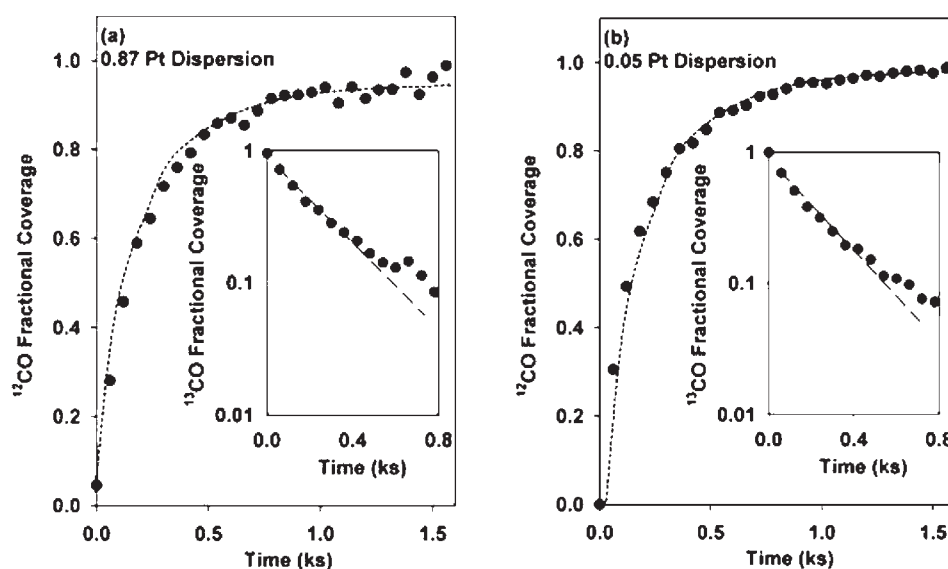 (a)
0.87 Pt Dispersion
1.0
0.8
0.6
0.4
0.2
0.0
¹²CO Fractional Coverage
0.0 0.5 1.0 1.5
Time (ks)
1
0.1
0.01
¹³CO Fractional Coverage
0.0 0.4 0.8
Time (ks)
(b)
0.05 Pt Dispersion
1.0
0.8
0.6
0.4
0.2
0.0
¹²CO Fractional Coverage
0.0 0.5 1.0 1.5
Time (ks)
1
0.1
0.01
¹³CO Fractional Coverage
0.0 0.4 0.8
Time (ks)